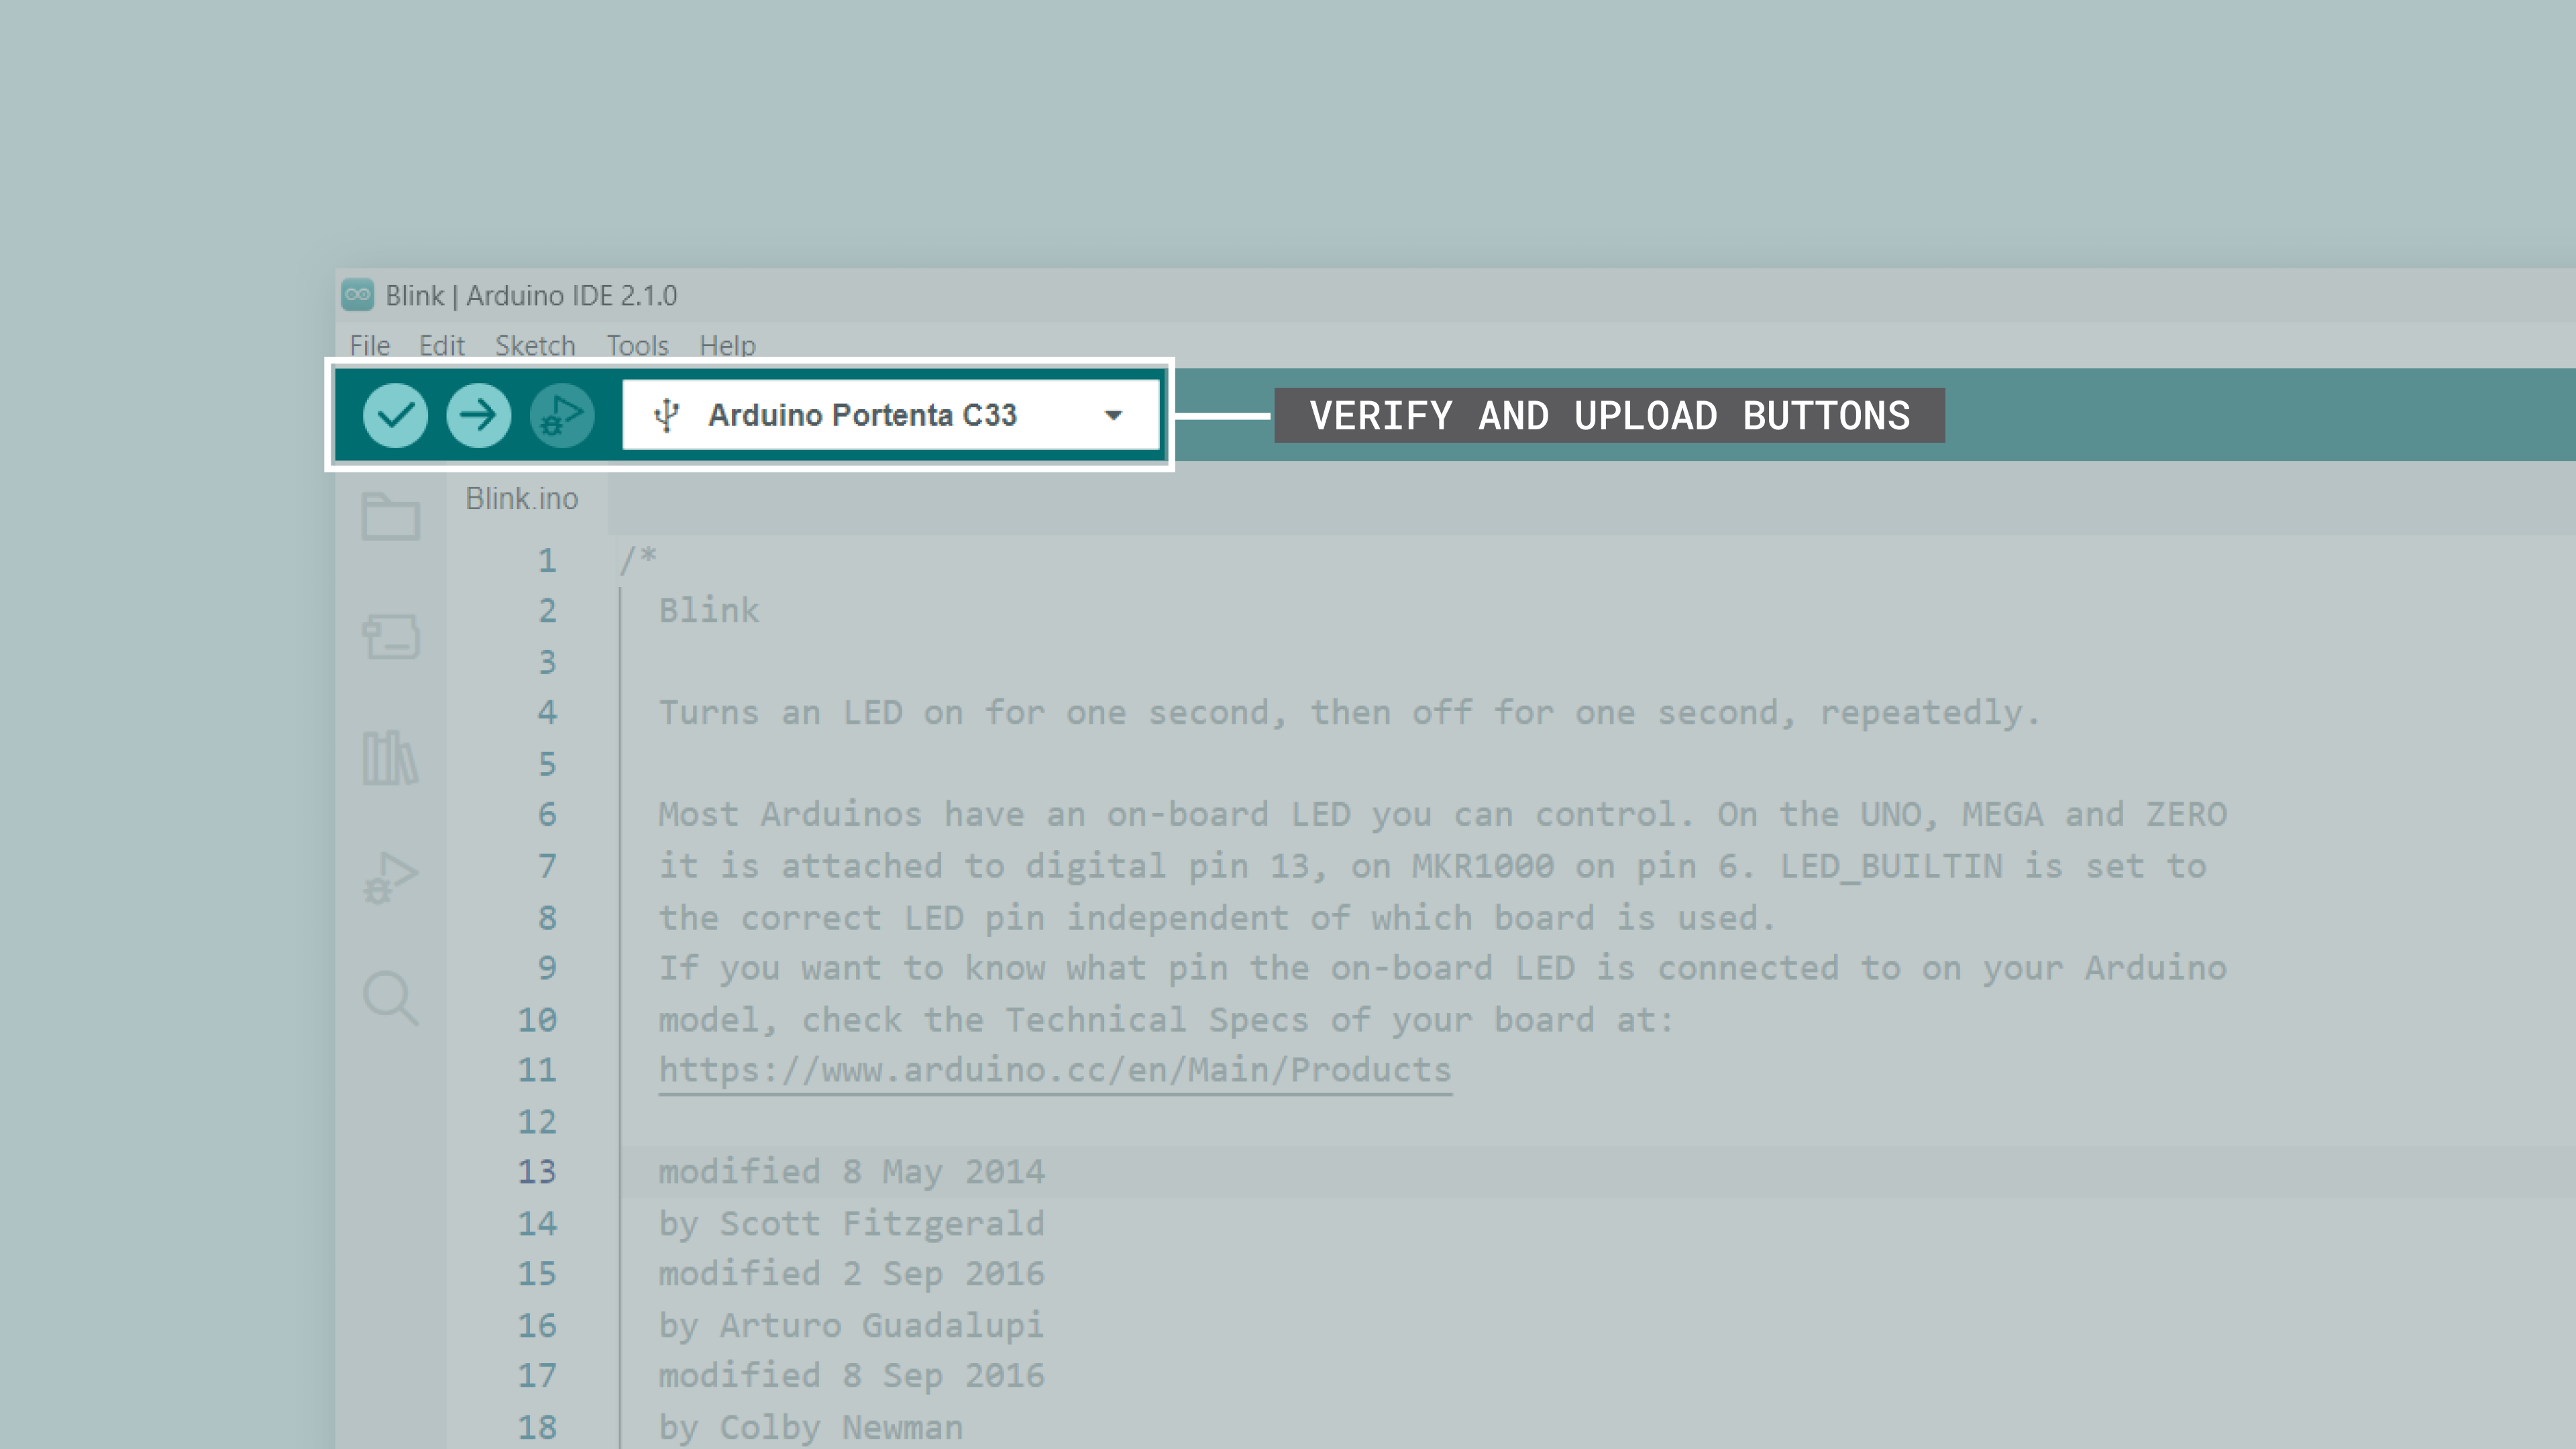 Blink | Arduino IDE 2.1.0
File Edit Sketch Tools Help
Arduino Portenta C33
VERIFY AND UPLOAD BUTTONS
Blink.ino
1 /*
2 Blink
3
4 Turns an LED on for one second, then off for one second, repeatedly.
5
6 Most Arduinos have an on-board LED you can control. On the UNO, MEGA and ZERO
7 it is attached to digital pin 13, on MKR1000 on pin 6. LED_BUILTIN is set to
8 the correct LED pin independent of which board is used.
9 If you want to know what pin the on-board LED is connected to on your Arduino
10 model, check the Technical Specs of your board at:
11 https://www.arduino.cc/en/Main/Products
12
13 modified 8 May 2014
14 by Scott Fitzgerald
15 modified 2 Sep 2016
16 by Arturo Guadalupi
17 modified 8 Sep 2016
18 by Colby Newman